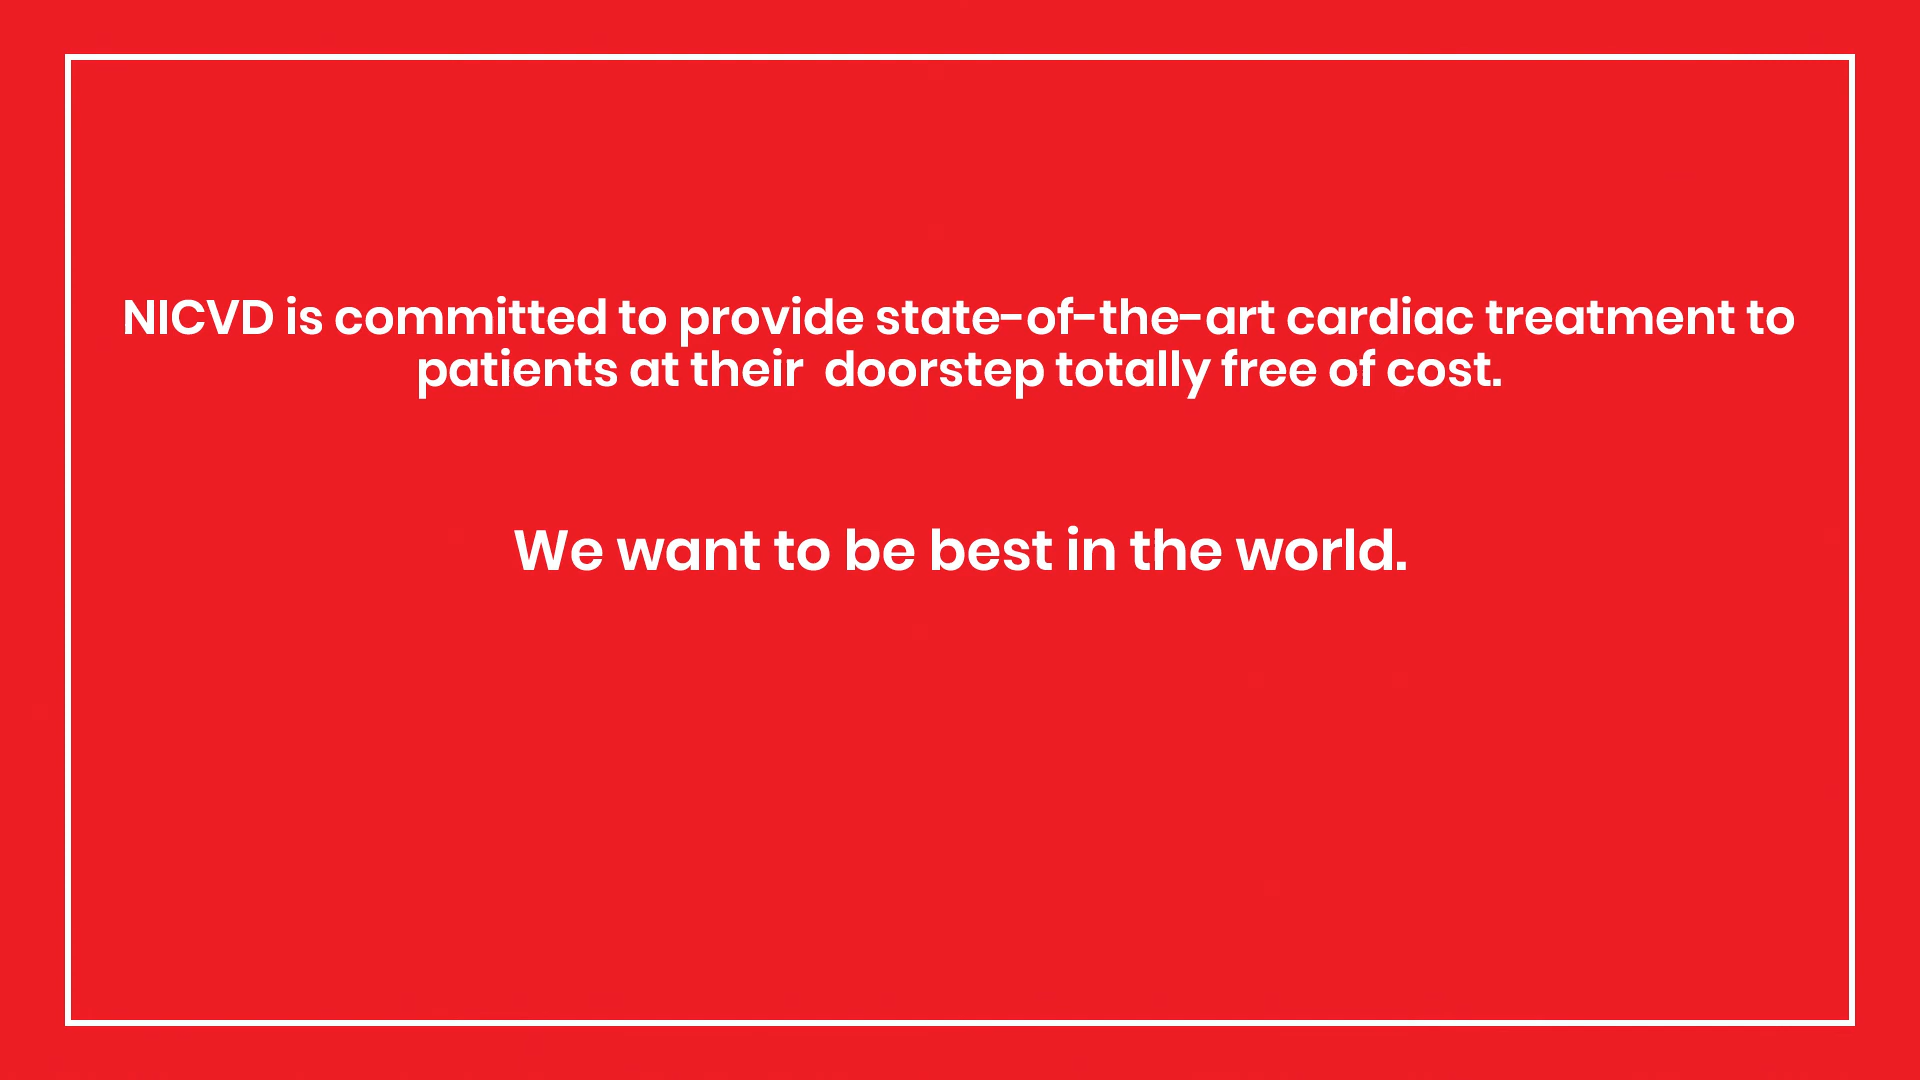 NICVD is committed to provide state-of-the-art cardiac treatment to
patients at their  doorstep totally free of cost.
We want to be best in the world.